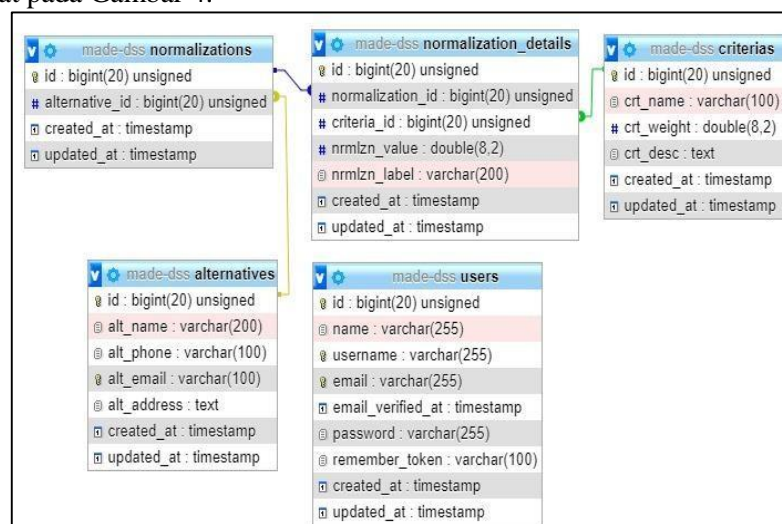 at pada Gambar 4.
made-dss normalizations
id : bigint(20) unsigned
alternative_id : bigint(20) unsigned
created_at : timestamp
updated_at : timestamp
made-dss normalization_details
id : bigint(20) unsigned
normalization_id : bigint(20) unsigned
criteria_id : bigint(20) unsigned
nrmlzn_value : double(8,2)
nrmlzn_label : varchar(200)
created_at : timestamp
updated_at : timestamp
made-dss criterias
id : bigint(20) unsigned
crt_name : varchar(100)
crt_weight : double(8,2)
crt_desc : text
created_at : timestamp
updated_at : timestamp
made-dss alternatives
id : bigint(20) unsigned
alt_name : varchar(200)
alt_phone : varchar(100)
alt_email : varchar(100)
alt_address : text
created_at : timestamp
updated_at : timestamp
made-dss users
id : bigint(20) unsigned
name : varchar(255)
username : varchar(255)
email : varchar(255)
email_verified_at : timestamp
password : varchar(255)
remember_token : varchar(100)
created_at : timestamp
updated_at : timestamp